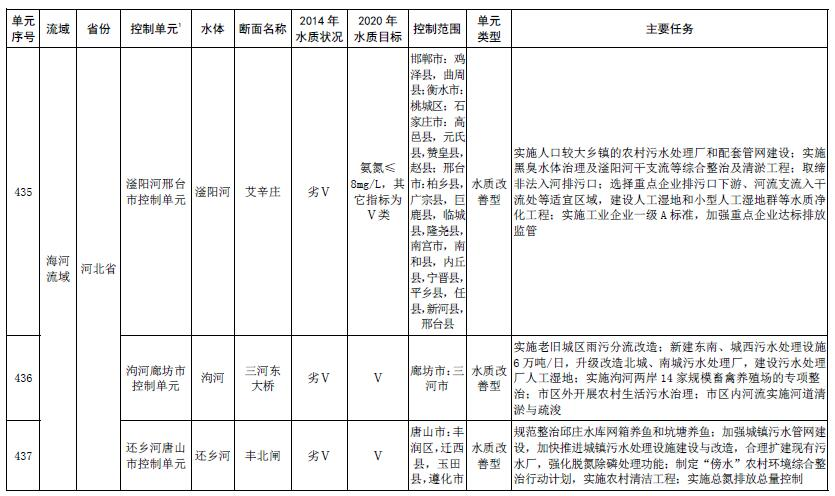 单元
序号
流域
省份
控制单元1
水体
断面名称
2014年
水质状况
2020年
水质目标
控制范围
单元
类型
主要任务
海河
流域
河北省
435
滏阳河邢台
市控制单元
滏阳河
艾辛庄
劣Ⅴ
氨氮≤
8mg/L，其
它指标为
Ⅴ类
邯郸市：鸡
泽县，曲周
县；衡水市：
桃城区；石
家庄市：高
邑县，元氏
县，赞皇县，
赵县；邢台
市：柏乡县，
广宗县，巨
鹿县，临城
县，隆尧县，
南宫市，南
和县，内丘
县，宁晋县，
平乡县，任
县，新河县，
邢台县
水质改
善型
实施人口较大乡镇的农村污水处理厂和配套管网建设；实施
黑臭水体治理及滏阳河干支流等综合整治及清淤工程；取缔
非法入河排污口；选择重点企业排污口下游、河流支流入干
流处等适宜区域，建设人工湿地和小型人工湿地群等水质净
化工程；实施工业企业一级A标准，加强重点企业达标排放
监管
436
泃河廊坊市
控制单元
泃河
三河东
大桥
劣Ⅴ
Ⅴ
廊坊市：三
河市
水质改
善型
实施老旧城区雨污分流改造；新建东南、城西污水处理设施
6万吨/日，升级改造北城、南城污水处理厂，建设污水处理
厂人工湿地；实施泃河两岸14家规模畜禽养殖场的专项整
治；市区外开展农村生活污水治理；市区内河流实施河道清
淤与疏浚
437
还乡河唐山
市控制单元
还乡河
丰北闸
劣Ⅴ
Ⅴ
唐山市：丰
润区，迁西
县，玉田
县，遵化市
水质改
善型
规范整治邱庄水库网箱养鱼和坑塘养鱼；加强城镇污水管网建
设，加快推进城镇污水处理设施建设与改造，合理扩建现有污
水厂，强化脱氮除磷处理功能；制定“傍水”农村环境综合整
治行动计划，实施农村清洁工程；实施总氮排放总量控制